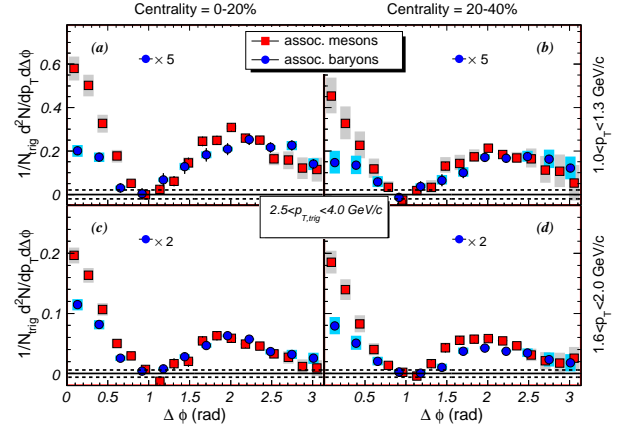 Centrality = 0-20%
Centrality = 20-40%
(a)
assoc. mesons
assoc. baryons
(b)
× 5
× 5
0.6
0.4
0.2
0
1/N_trig d²N/dp_T dΔϕ
1.0<p_T<1.3 GeV/c
2.5<p_T,trig<4.0 GeV/c
(c)
(d)
× 2
× 2
0.2
0.1
0
1/N_trig d²N/dp_T dΔϕ
1.6<p_T<2.0 GeV/c
0 0.5 1 1.5 2 2.5 3
0.5 1 1.5 2 2.5 3
Δ ϕ (rad)
Δ ϕ (rad)